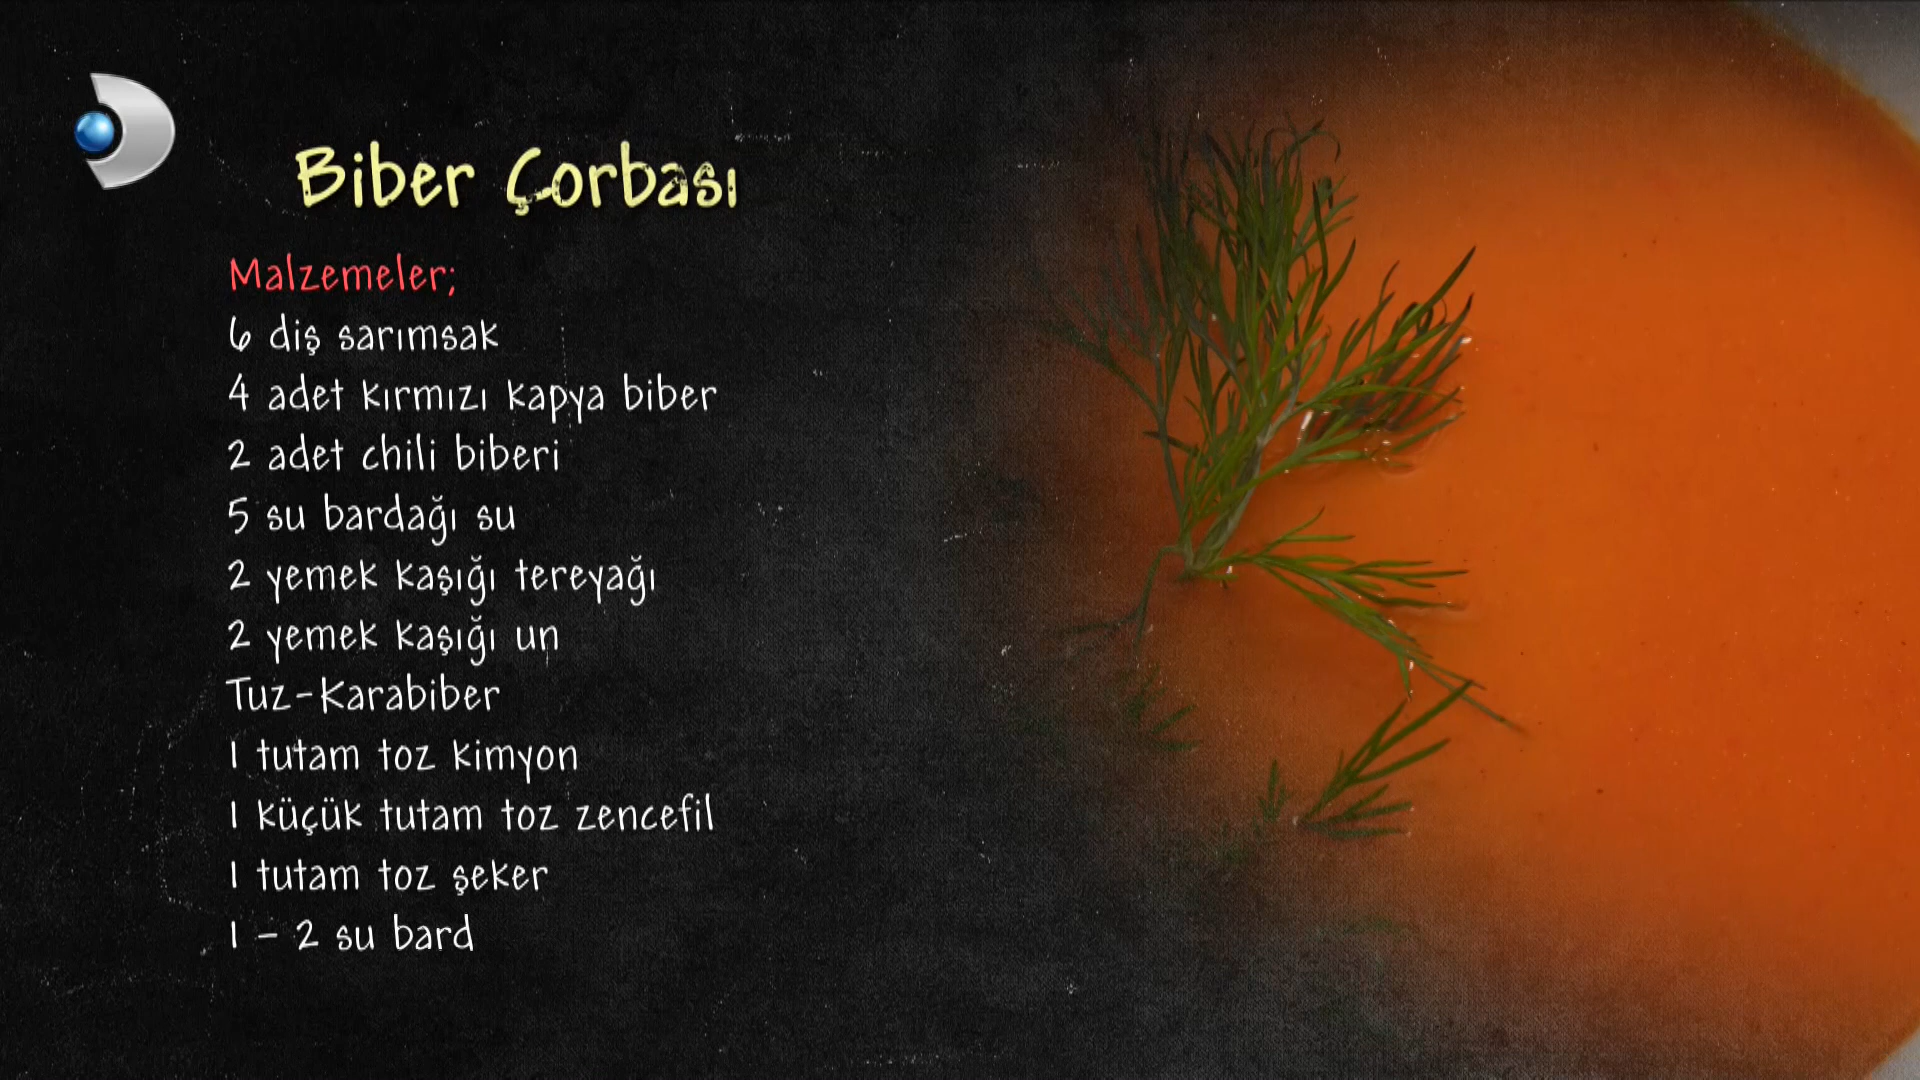 Biber Çorbası
Malzemeler;
6 diş sarımsak
4 adet kırmızı kapya biber
2 adet chili biberi
5 su bardağı su
2 yemek kaşığı tereyağı
2 yemek kaşığı un
Tuz-Karabiber
1 tutam toz kimyon
1 küçük tutam toz zencefil
1 tutam toz şeker
1 - 2 su bard